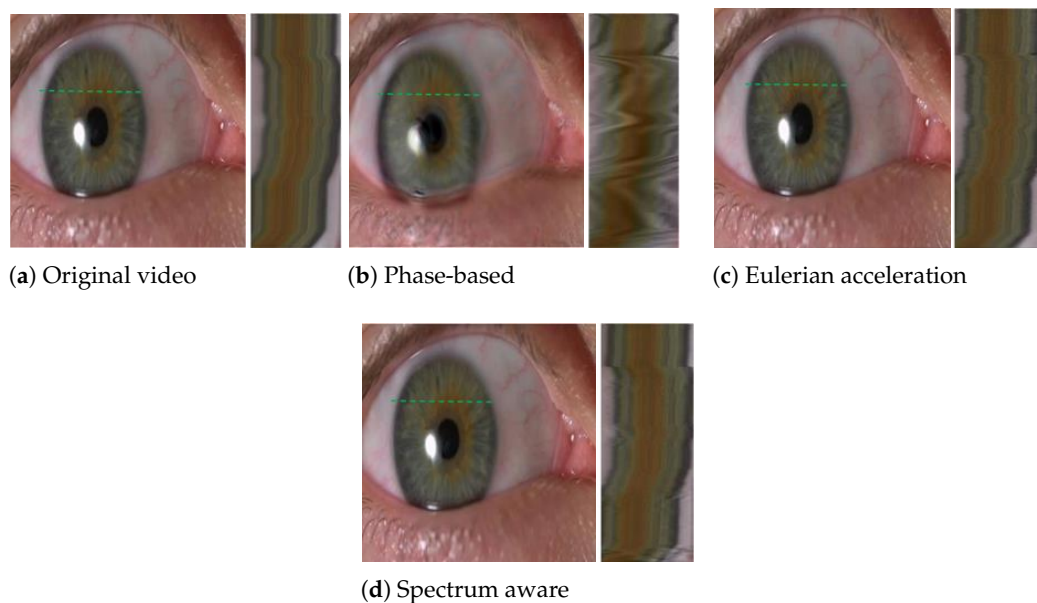 (a) Original video
(b) Phase-based
(c) Eulerian acceleration
(d) Spectrum aware